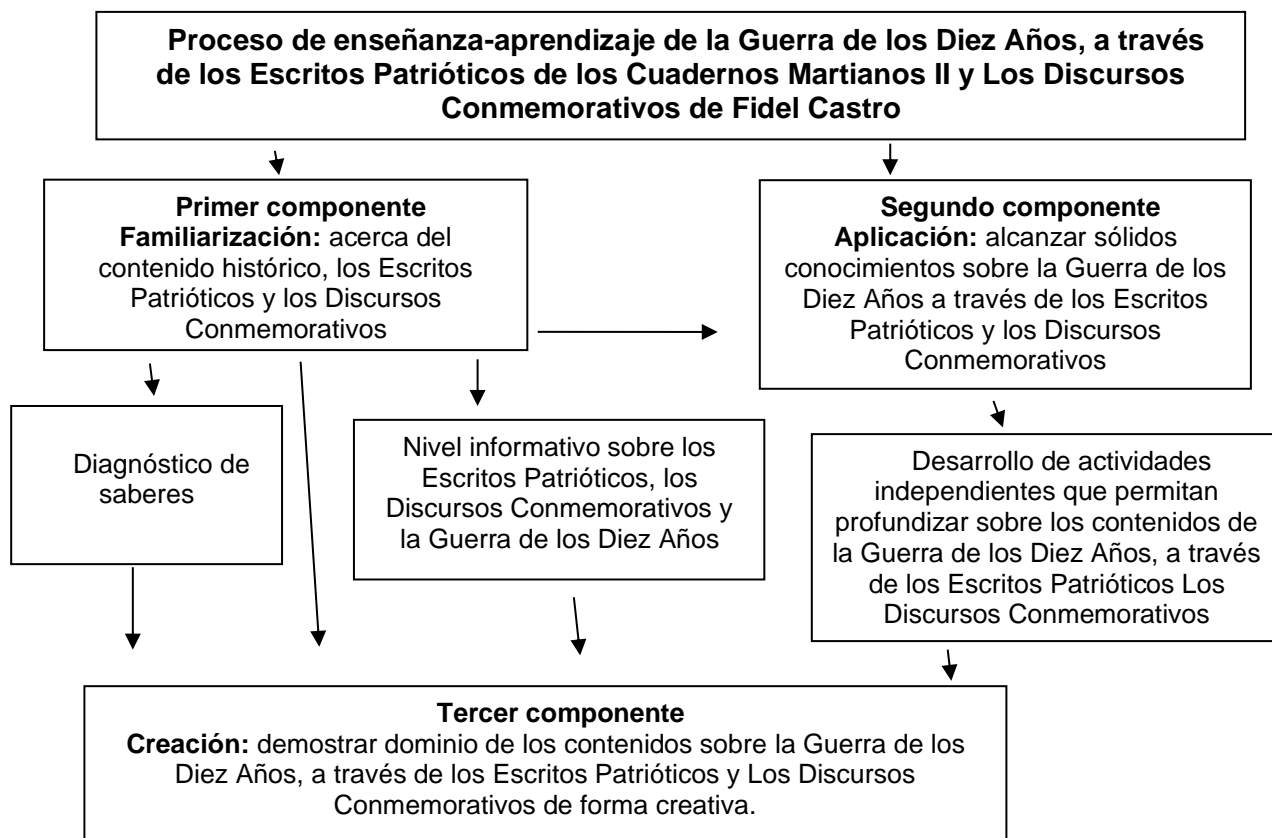 Proceso de enseñanza-aprendizaje de la Guerra de los Diez Años, a través
de los Escritos Patrióticos de los Cuadernos Martianos II y Los Discursos
Conmemorativos de Fidel Castro
Primer componente
Familiarización: acerca del
contenido histórico, los Escritos
Patrióticos y los Discursos
Conmemorativos
Segundo componente
Aplicación: alcanzar sólidos
conocimientos sobre la Guerra de los
Diez Años a través de los Escritos
Patrióticos y los Discursos
Conmemorativos
Diagnóstico de
saberes
Nivel informativo sobre los
Escritos Patrióticos, los
Discursos Conmemorativos y
la Guerra de los Diez Años
Desarrollo de actividades
independientes que permitan
profundizar sobre los contenidos de
la Guerra de los Diez Años, a través
de los Escritos Patrióticos Los
Discursos Conmemorativos
Tercer componente
Creación: demostrar dominio de los contenidos sobre la Guerra de los
Diez Años, a través de los Escritos Patrióticos y Los Discursos
Conmemorativos de forma creativa.